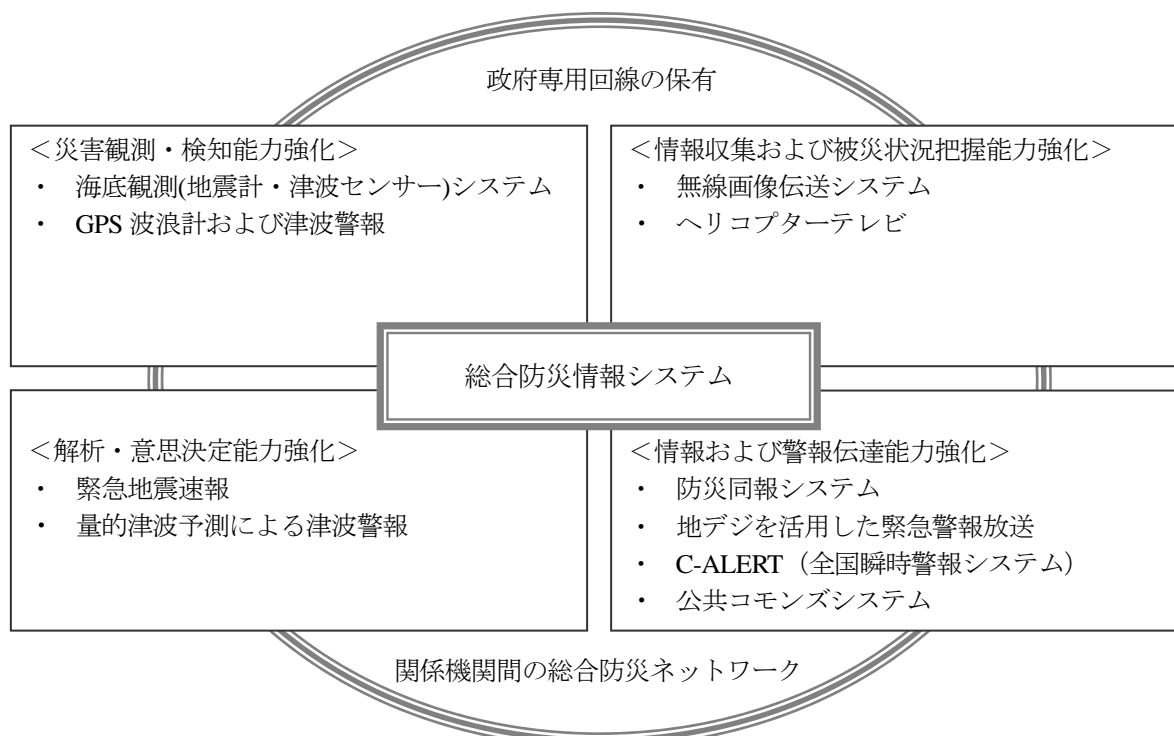 政府専用回線の保有
＜災害観測・検知能力強化＞
・ 海底観測(地震計・津波センサー)システム
・ GPS 波浪計および津波警報
＜情報収集および被災状況把握能力強化＞
・ 無線画像伝送システム
・ ヘリコプターテレビ
総合防災情報システム
＜解析・意思決定能力強化＞
・ 緊急地震速報
・ 量的津波予測による津波警報
＜情報および警報伝達能力強化＞
・ 防災同報システム
・ 地デジを活用した緊急警報放送
・ C-ALERT（全国瞬時警報システム）
・ 公共コモンズシステム
関係機関間の総合防災ネットワーク